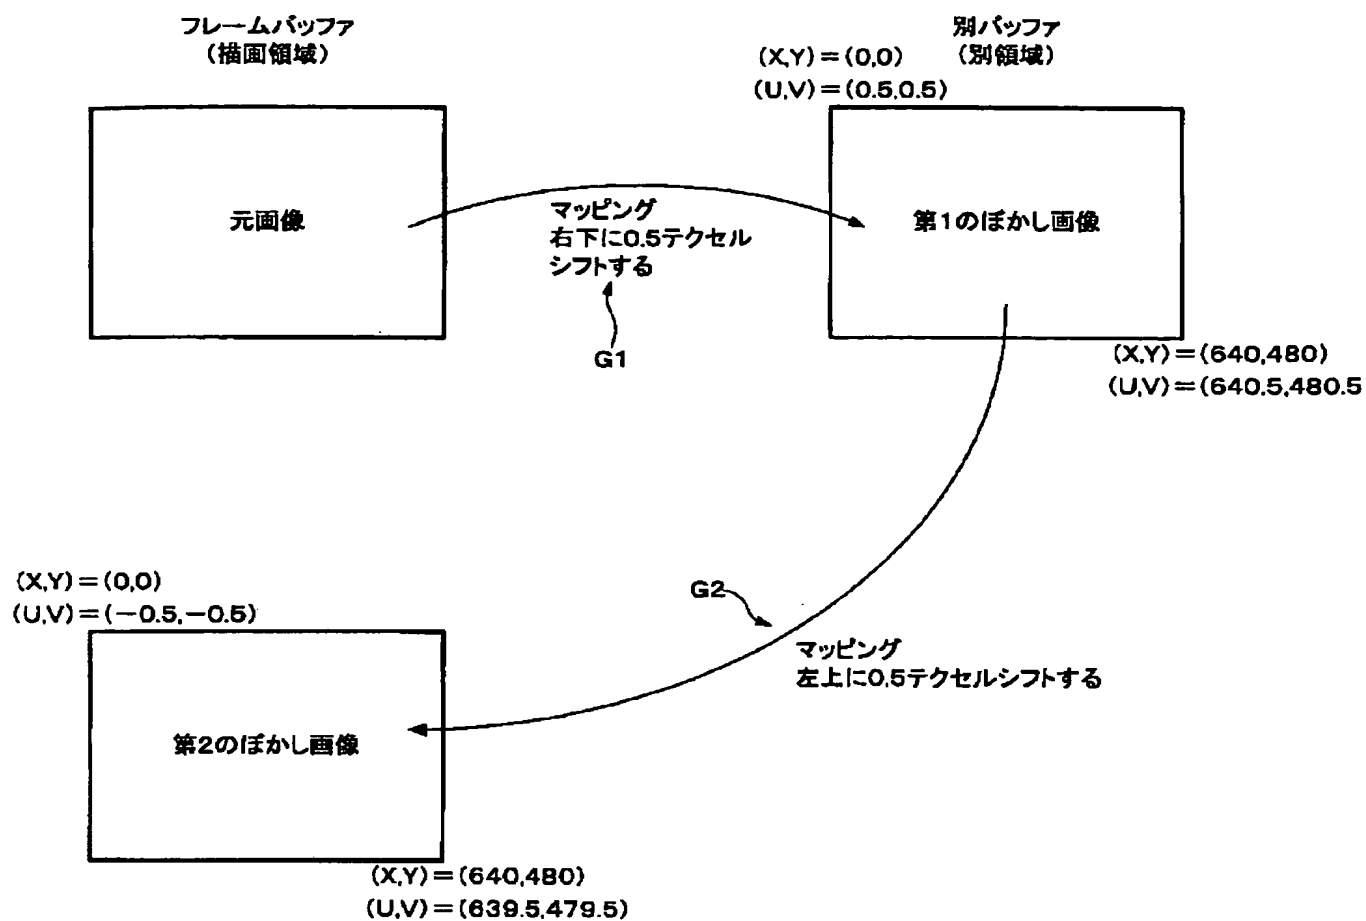 フレームバッファ
(描画領域)
別バッファ
(別領域)
(X,Y)=(0,0)
(U,V)=(0.5,0.5)
元画像
マッピング
右下に0.5テクセル
シフトする
G1
第1のぼかし画像
(X,Y)=(640,480)
(U,V)=(640.5,480.5
G2
マッピング
左上に0.5テクセルシフトする
(X,Y)=(0,0)
(U,V)=(-0.5,-0.5)
第2のぼかし画像
(X,Y)=(640,480)
(U,V)=(639.5,479.5)